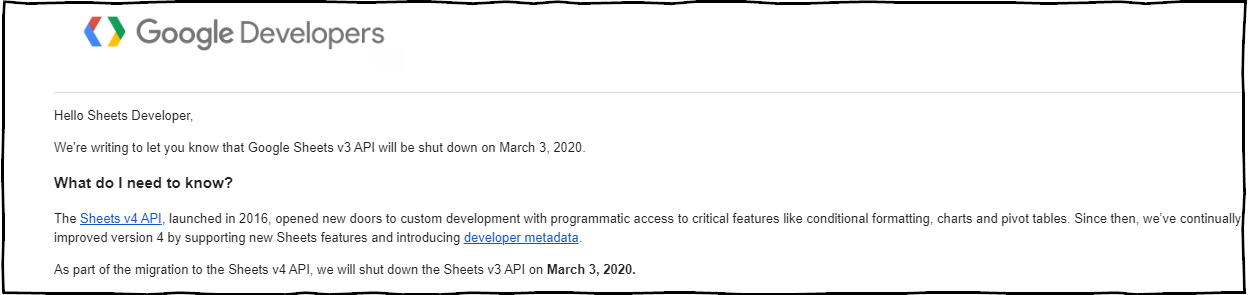 Google Developers
Hello Sheets Developer,
We're writing to let you know that Google Sheets v3 API will be shut down on March 3, 2020.
What do I need to know?
The Sheets v4 API, launched in 2016, opened new doors to custom development with programmatic access to critical features like conditional formatting, charts and pivot tables. Since then, we've continually
improved version 4 by supporting new Sheets features and introducing developer metadata.
As part of the migration to the Sheets v4 API, we will shut down the Sheets v3 API on March 3, 2020.